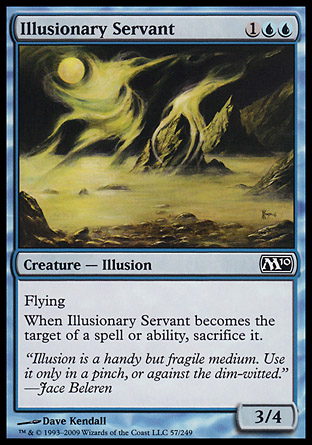 Illusionary Servant 1
Creature — Illusion M10
Flying
When Illusionary Servant becomes the
target of a spell or ability, sacrifice it.
“Illusion is a handy but fragile medium. Use
it only in a pinch, or against the dim-witted.”
—Jace Beleren
Dave Kendall
™ & © 1993–2009 Wizards of the Coast LLC 57/249
3/4